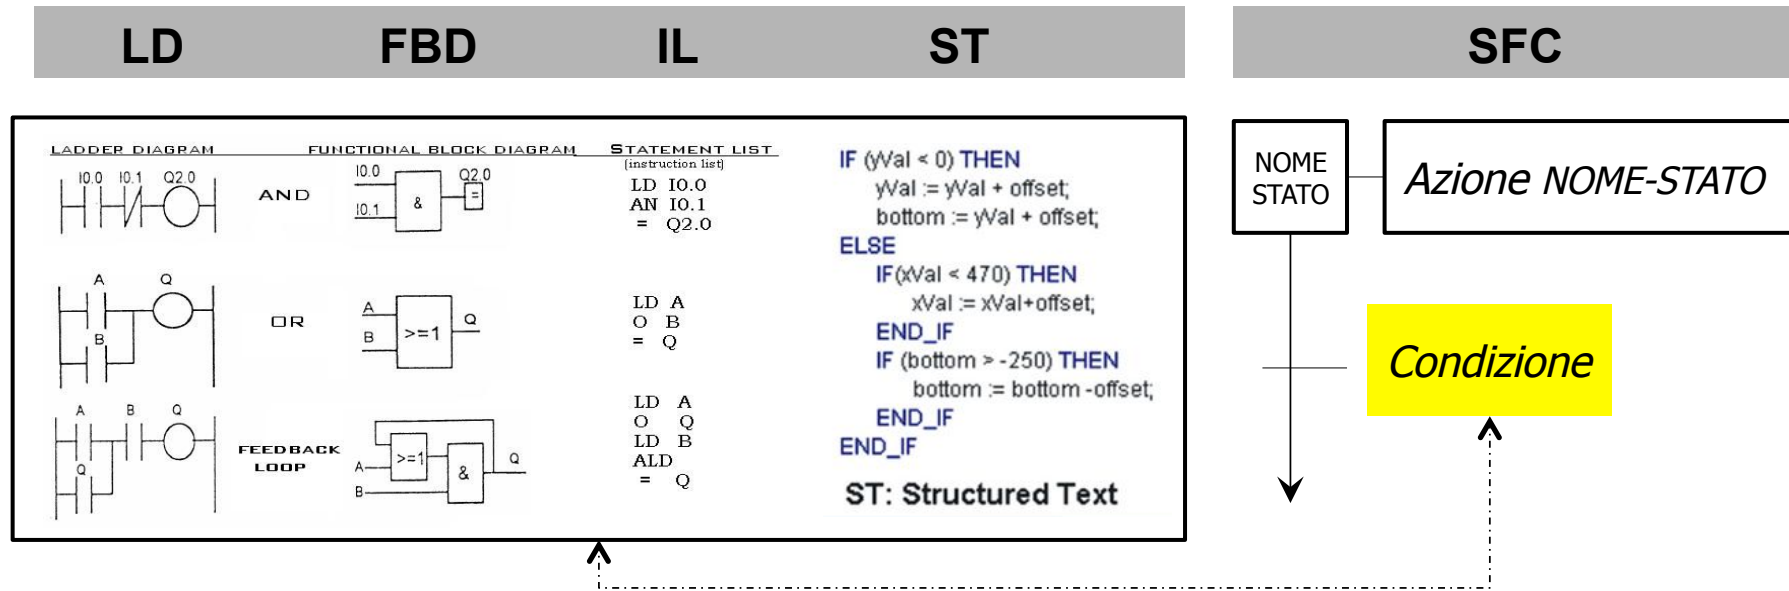 LD FBD IL ST SFC
LADDER DIAGRAM
I0.0 I0.1 Q2.0
AND
FUNCTIONAL BLOCK DIAGRAM
I0.0
I0.1
&
Q2.0
=
STATEMENT LIST
(instruction list)
LD I0.0
AN I0.1
= Q2.0
A Q
B
OR
A
B
>=1
Q
LD A
O B
= Q
A B Q
Q
FEEDBACK
LOOP
A
B
>=1
&
Q
LD A
O Q
LD B
ALD
= Q
IF (yVal < 0) THEN
yVal := yVal + offset;
bottom := yVal + offset;
ELSE
IF(xVal < 470) THEN
xVal := xVal+offset;
END_IF
IF (bottom > -250) THEN
bottom := bottom -offset;
END_IF
END_IF
ST: Structured Text
NOME
STATO
Azione NOME-STATO
Condizione